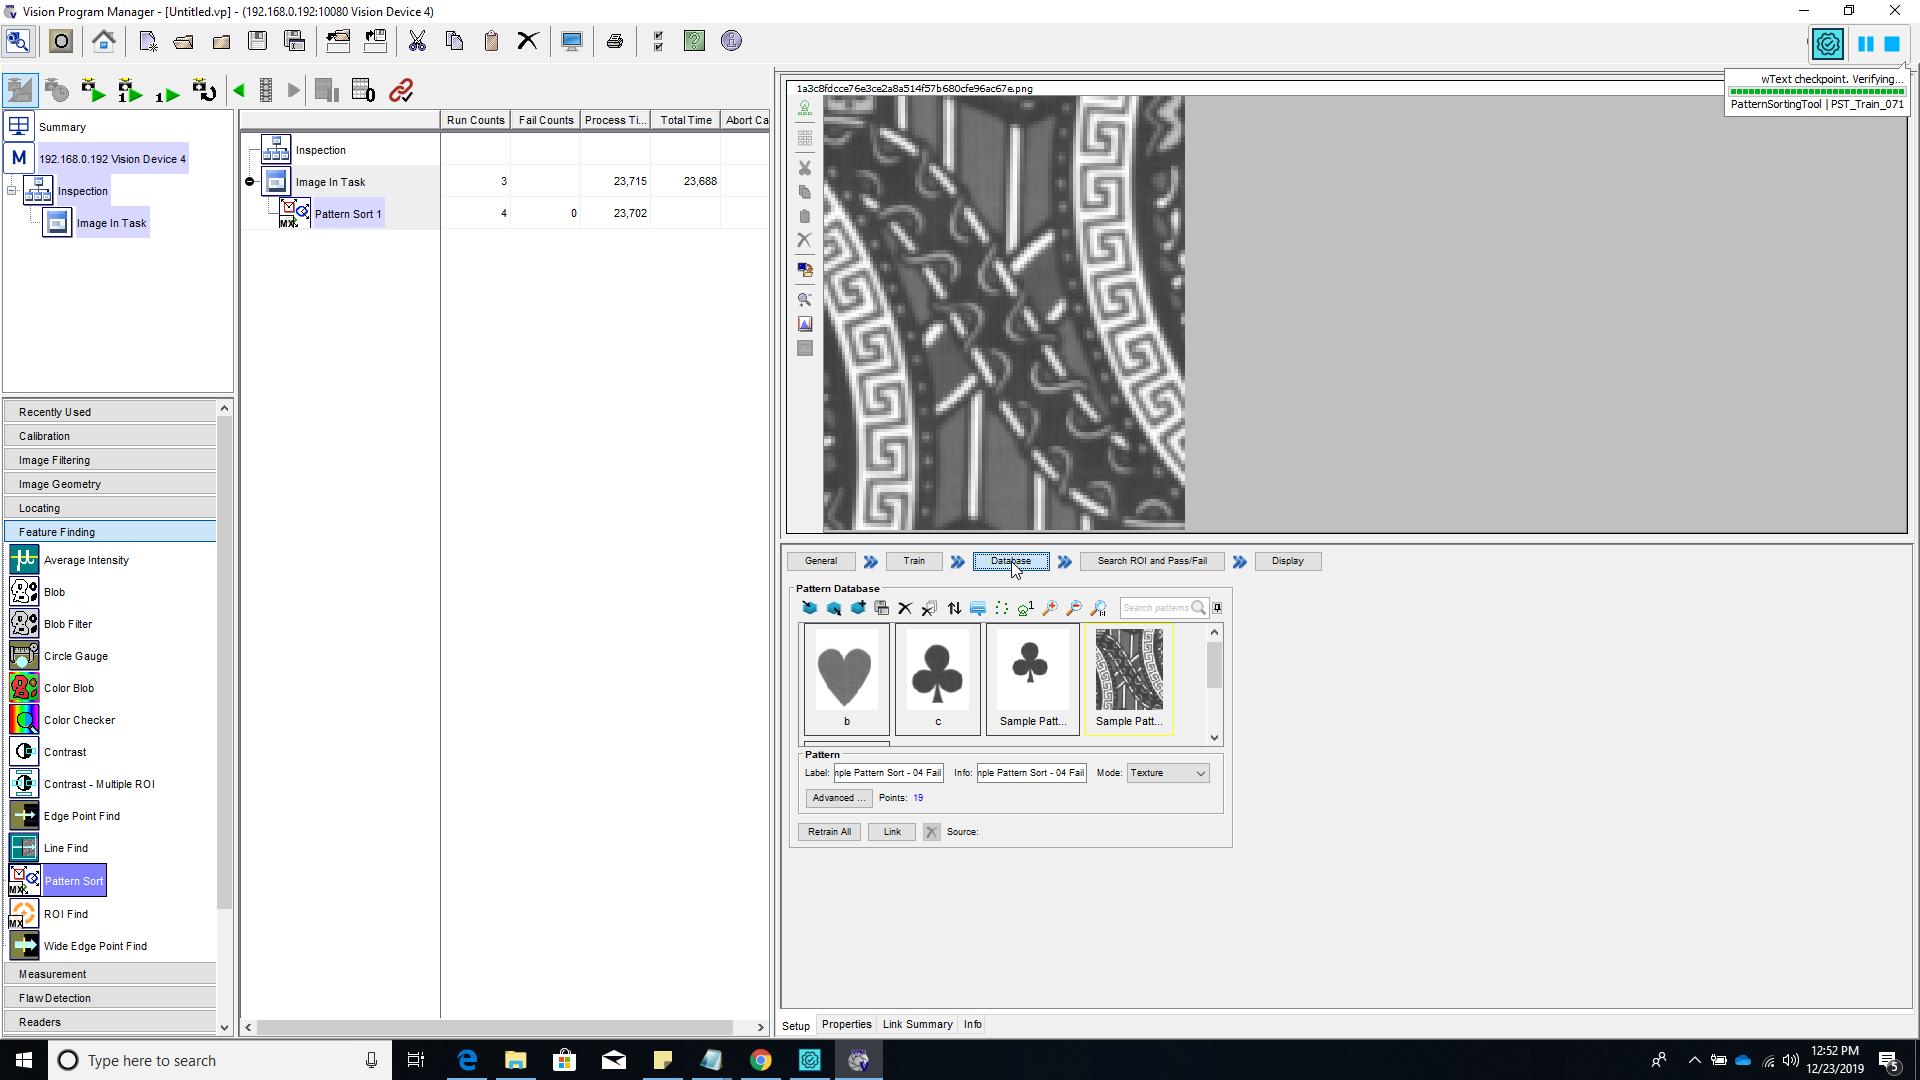 Vision Program Manager - [Untitled.vp] - (192.168.0.192:10080 Vision Device 4)
wText checkpoint. Verifying...
PatternSortingTool | PST_Train_071
Summary
M
192.168.0.192 Vision Device 4
Inspection
Image In Task
Run Counts
Fail Counts
Process Ti...
Total Time
Abort Ca
Inspection
Image In Task
3
23,715
23,688
Pattern Sort 1
4
0
23,702
1a3c8fdcce76e3ce2a8a514f57b680cfe96ac67e.png
Recently Used
Calibration
Image Filtering
Image Geometry
Locating
Feature Finding
Average Intensity
Blob
Blob Filter
Circle Gauge
Color Blob
Color Checker
Contrast
Contrast - Multiple ROI
Edge Point Find
Line Find
Pattern Sort
ROI Find
Wide Edge Point Find
Measurement
Flaw Detection
Readers
General
Train
Database
Search ROI and Pass/Fail
Display
Pattern Database
Search patterns
b
c
Sample Patt...
Sample Patt...
Pattern
Label:
nple Pattern Sort - 04 Fail
Info:
nple Pattern Sort - 04 Fail
Mode:
Texture
Advanced ...
Points: 19
Retrain All
Link
Source:
Setup
Properties
Link Summary
Info
Type here to search
12:52 PM
12/23/2019
5